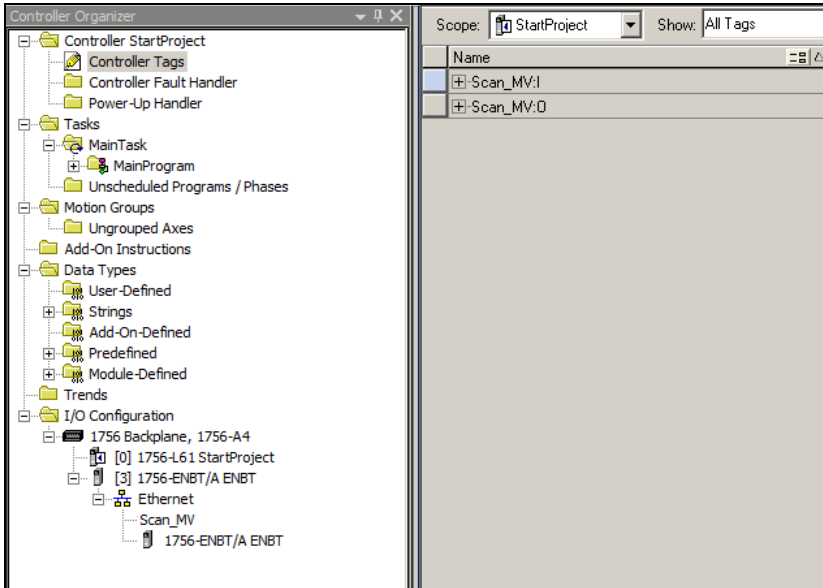 Controller Organizer
Controller StartProject
Controller Tags
Controller Fault Handler
Power-Up Handler
Tasks
MainTask
MainProgram
Unscheduled Programs / Phases
Motion Groups
Ungrouped Axes
Add-On Instructions
Data Types
User-Defined
Strings
Add-On-Defined
Predefined
Module-Defined
Trends
I/O Configuration
1756 Backplane, 1756-A4
[0] 1756-L61 StartProject
[3] 1756-ENBT/A ENBT
Ethernet
Scan_MV
1756-ENBT/A ENBT
Scope: StartProject Show: All Tags
Name
Scan_MV:I
Scan_MV:O